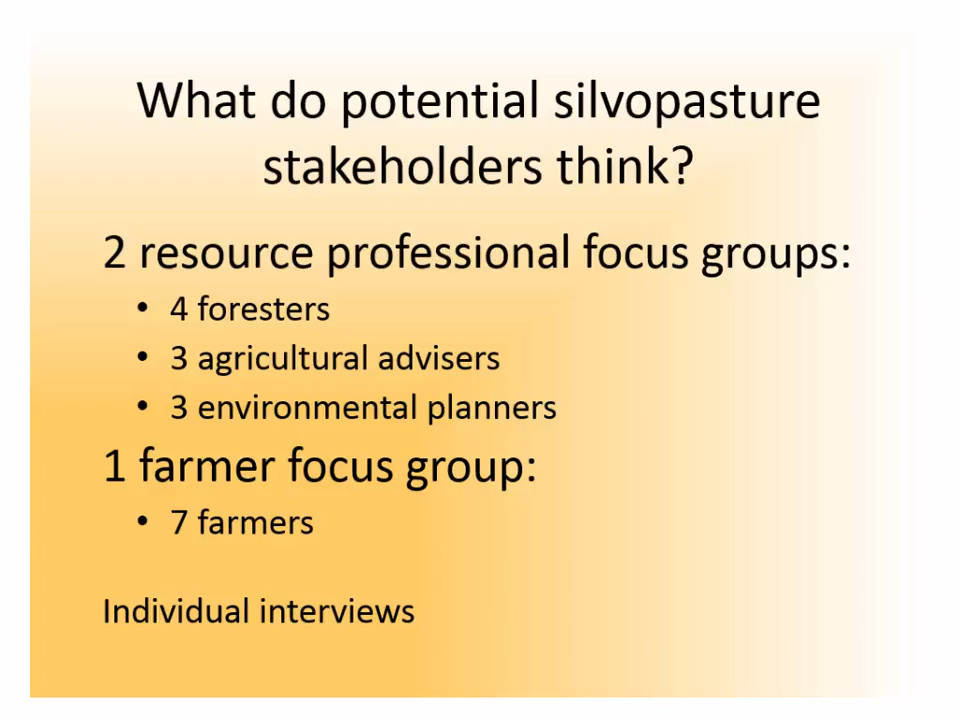 What do potential silvopasture
stakeholders think?
2 resource professional focus groups:
• 4 foresters
• 3 agricultural advisers
• 3 environmental planners
1 farmer focus group:
• 7 farmers
Individual interviews